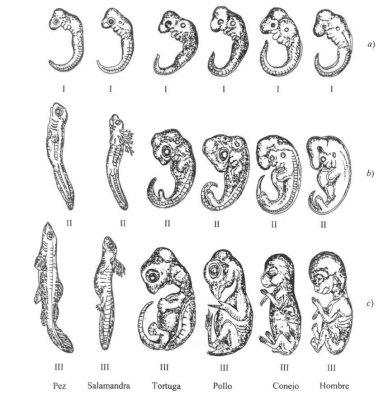 a)
I I I I I I
b)
II II II II II II
c)
III III III III III III
Pez Salamandra Tortuga Pollo Conejo Hombre